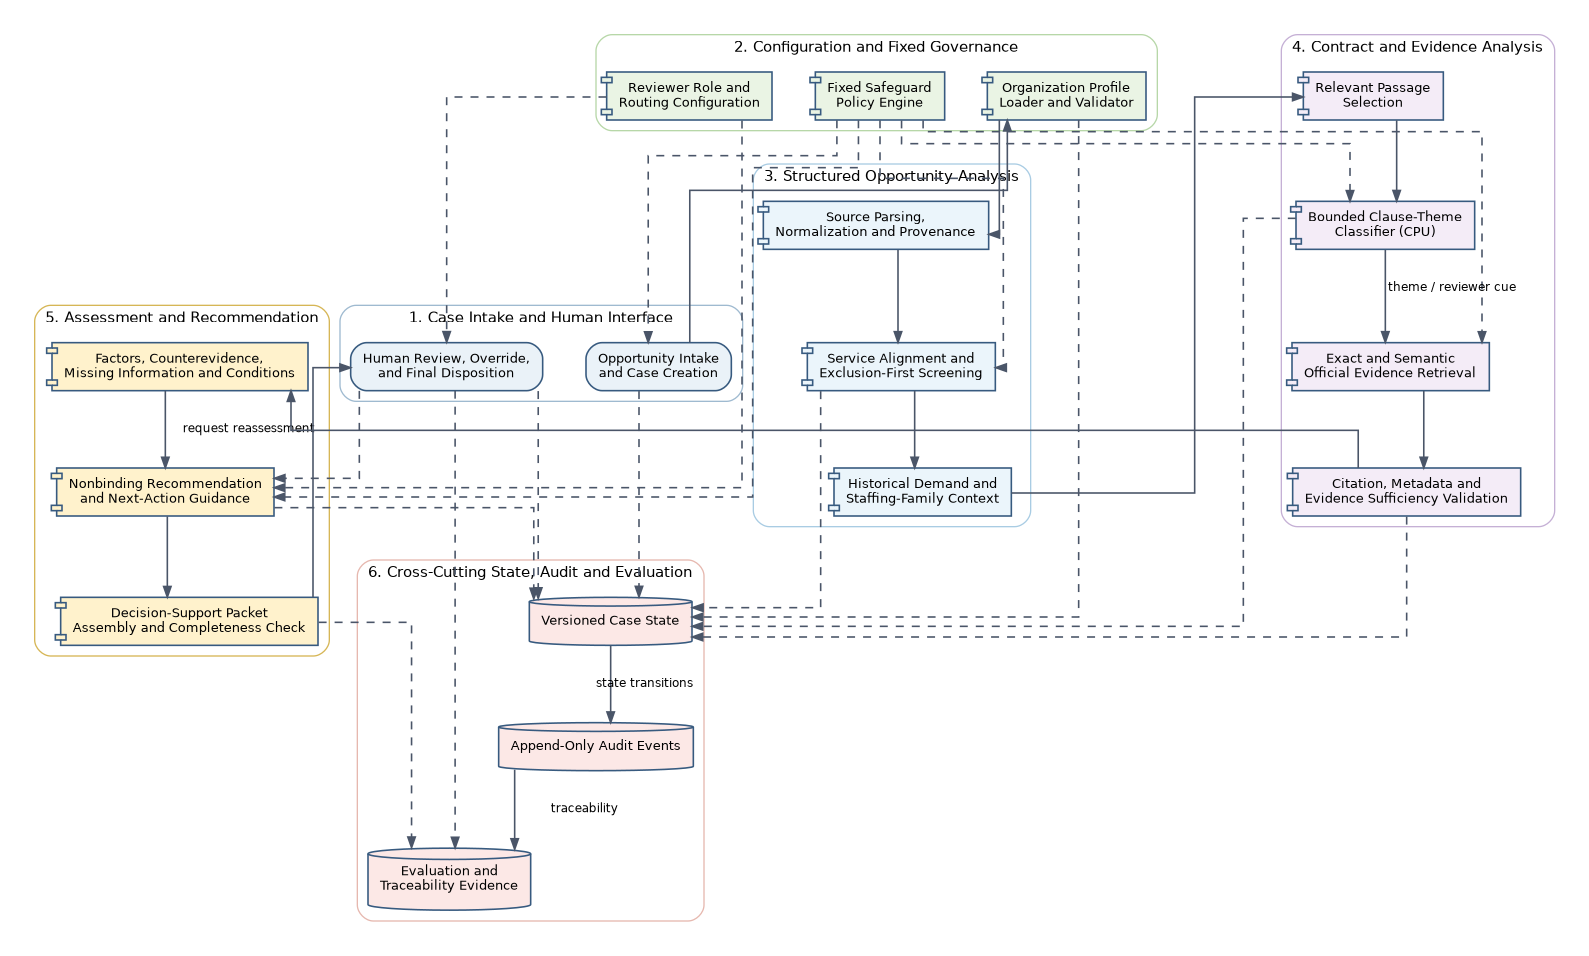 2. Configuration and Fixed Governance
Reviewer Role and
Routing Configuration
Fixed Safeguard
Policy Engine
Organization Profile
Loader and Validator
4. Contract and Evidence Analysis
Relevant Passage
Selection
Bounded Clause-Theme
Classifier (CPU)
theme / reviewer cue
Exact and Semantic
Official Evidence Retrieval
Citation, Metadata and
Evidence Sufficiency Validation
3. Structured Opportunity Analysis
Source Parsing,
Normalization and Provenance
Service Alignment and
Exclusion-First Screening
Historical Demand and
Staffing-Family Context
5. Assessment and Recommendation
Factors, Counterevidence,
Missing Information and Conditions
request reassessment
Nonbinding Recommendation
and Next-Action Guidance
Decision-Support Packet
Assembly and Completeness Check
1. Case Intake and Human Interface
Human Review, Override,
and Final Disposition
Opportunity Intake
and Case Creation
6. Cross-Cutting State, Audit and Evaluation
Versioned Case State
state transitions
Append-Only Audit Events
traceability
Evaluation and
Traceability Evidence